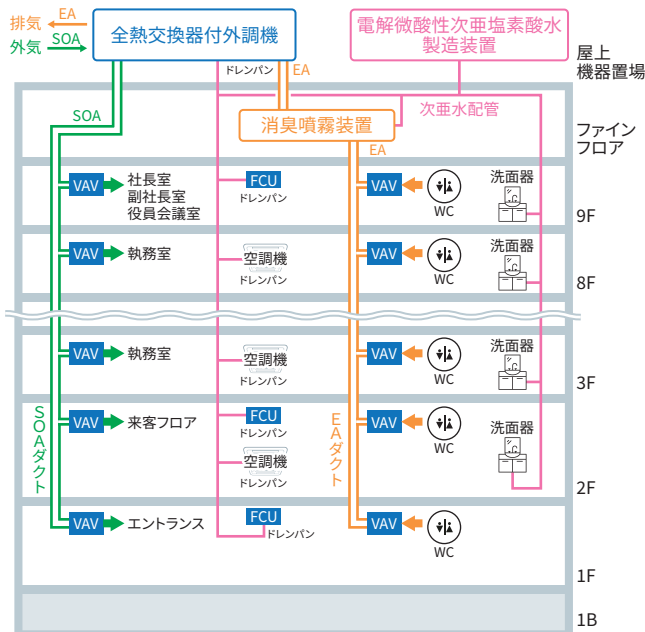 排気
EA
外気
SOA
全熱交換器付外調機
電解微酸性次亜塩素酸水
製造装置
屋上
機器置場
ドレンパン
EA
SOA
次亜水配管
消臭噴霧装置
EA
ファイン
フロア
VAV
社長室
副社長室
役員会議室
FCU
ドレンパン
VAV
WC
洗面器
9F
VAV
執務室
空調機
ドレンパン
VAV
WC
洗面器
8F
VAV
執務室
空調機
ドレンパン
VAV
WC
洗面器
3F
SOAダクト
VAV
来客フロア
FCU
ドレンパン
空調機
ドレンパン
EAダクト
VAV
WC
洗面器
2F
VAV
エントランス
FCU
ドレンパン
VAV
WC
1F
1B